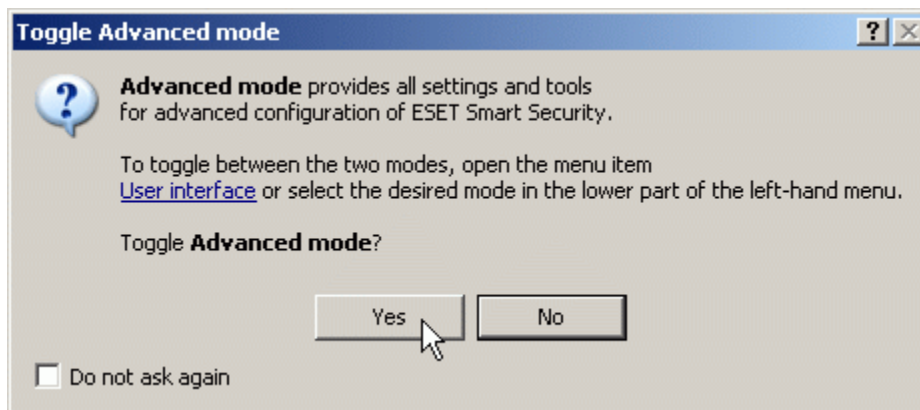 Toggle Advanced mode
Advanced mode provides all settings and tools
for advanced configuration of ESET Smart Security.
To toggle between the two modes, open the menu item
User interface or select the desired mode in the lower part of the left-hand menu.
Toggle Advanced mode?
Yes No
Do not ask again